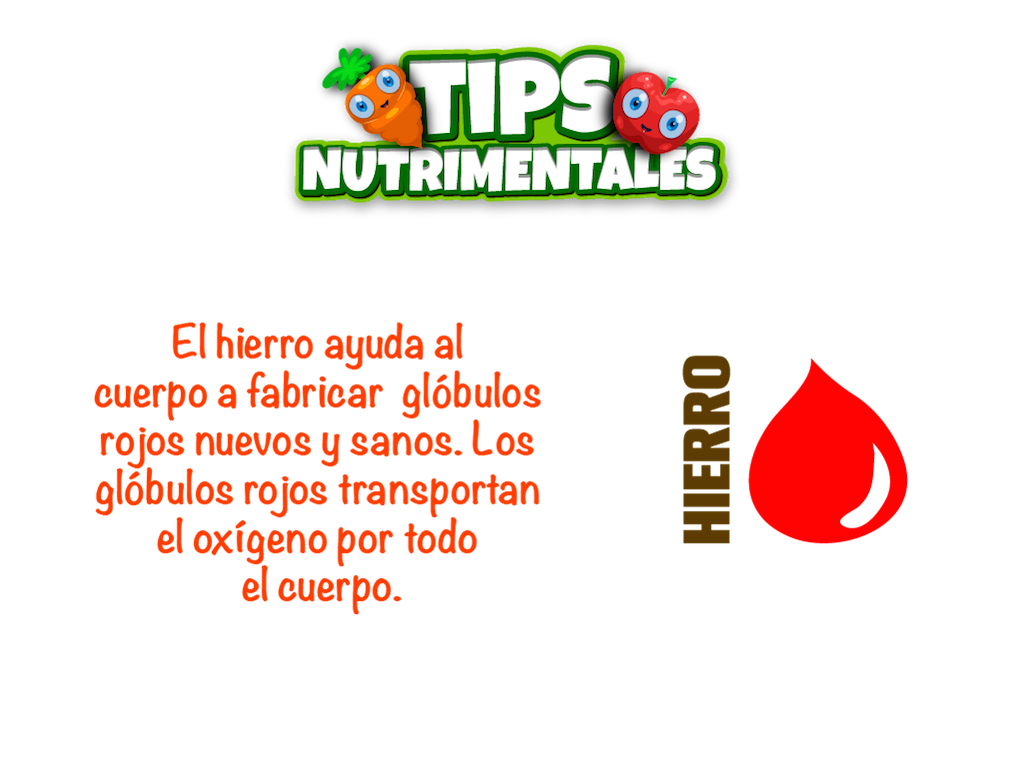 TIPS
NUTRIMENTALES
El hierro ayuda al
cuerpo a fabricar glóbulos
rojos nuevos y sanos. Los
glóbulos rojos transportan
el oxígeno por todo
el cuerpo.
HIERRO